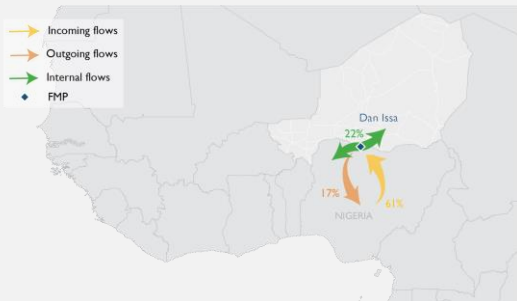 Incoming flows
Outgoing flows
Internal flows
FMP
Dan Issa
22%
17%
61%
NIGERIA